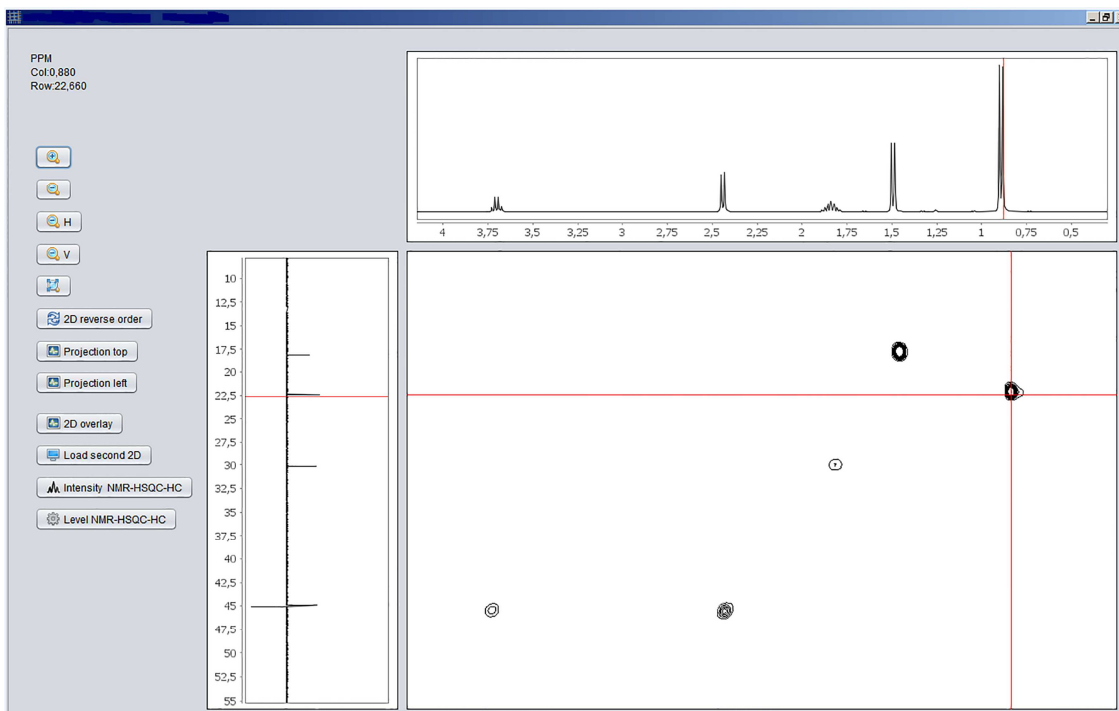 PPM
Col:0,880
Row:22,660
H
V
2D reverse order
Projection top
Projection left
2D overlay
Load second 2D
Intensity NMR-HSQC-HC
Level NMR-HSQC-HC
4 3,75 3,5 3,25 3 2,75 2,5 2,25 2 1,75 1,5 1,25 1 0,75 0,5
10
12,5
15
17,5
20
22,5
25
27,5
30
32,5
35
37,5
40
42,5
45
47,5
50
52,5
55